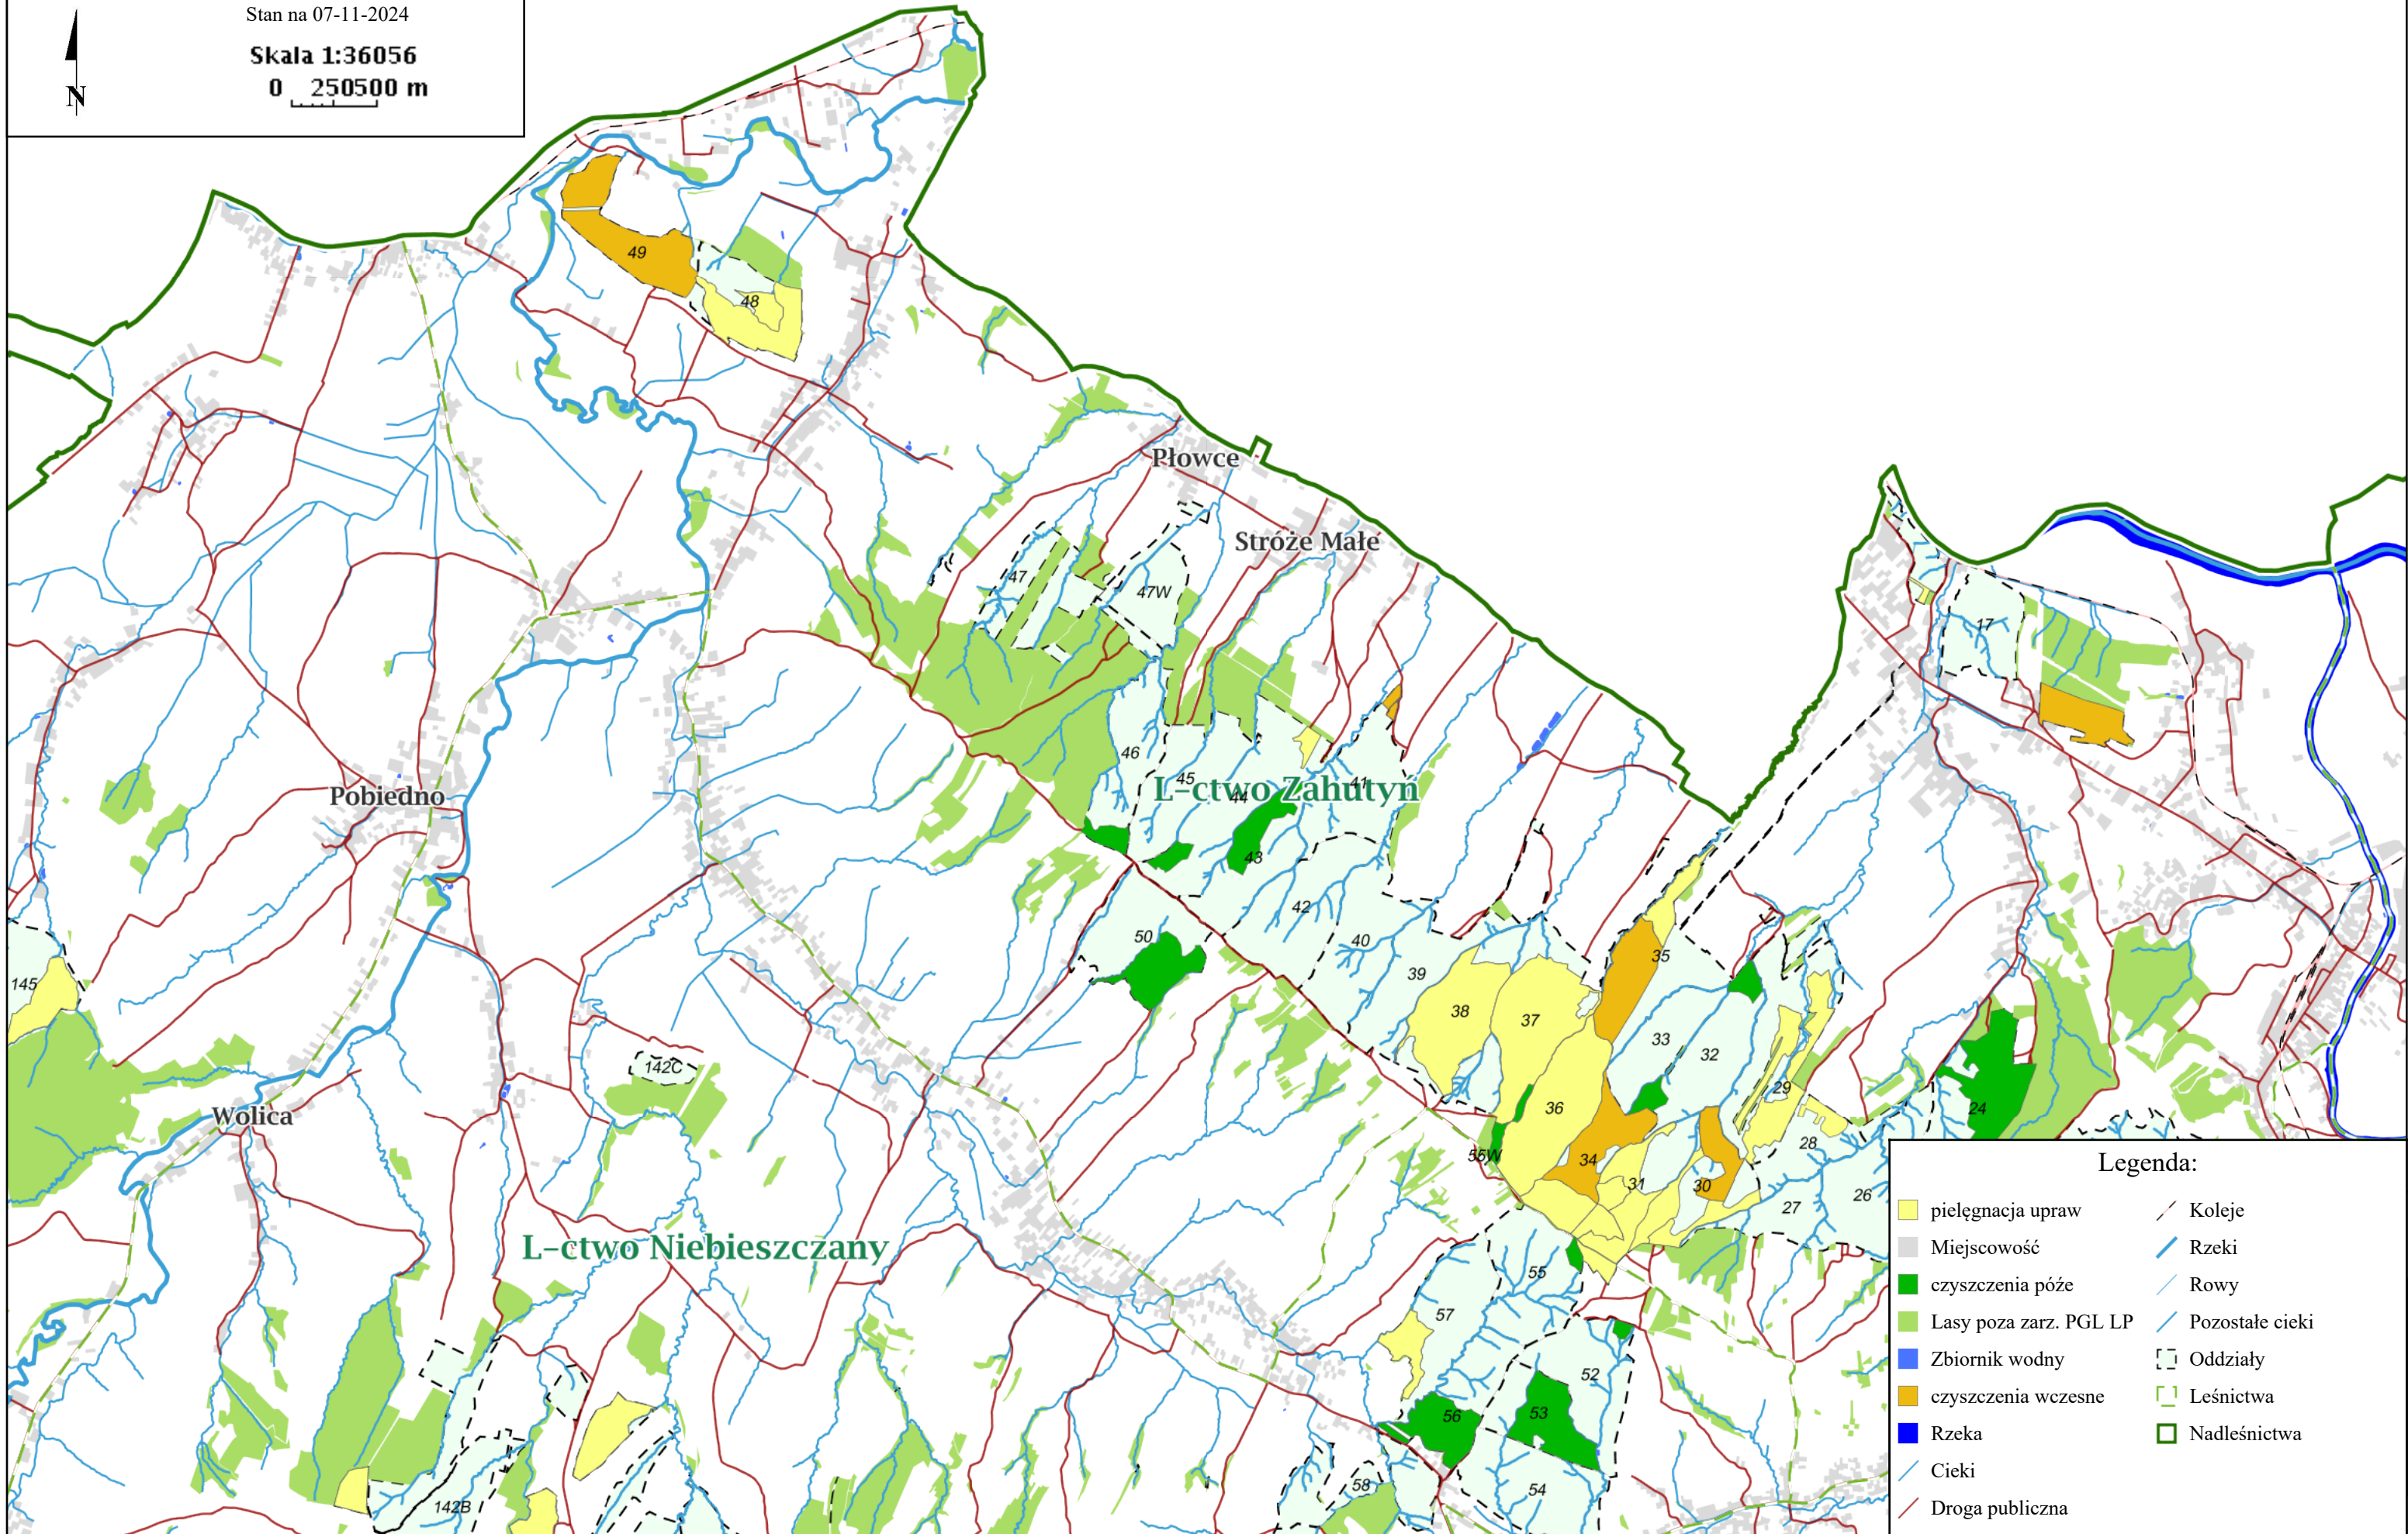 Stan na 07-11-2024
Skala 1:36056
0 250500 m
N
49
48
Płowce
Stróże Małe
47
47W
17
46
45
L-ctwo Zahutyń
44
41
Pobiedno
43
42
50
40
39
35
145
38
37
33
32
142C
29
Wolica
36
24
28
55W
34
31
30
26
27
L-ctwo Niebieszczany
55
57
52
56
53
58
54
142B
Legenda:
pielęgnacja upraw
Miejscowość
czyszczenia późe
Lasy poza zarz. PGL LP
Zbiornik wodny
czyszczenia wczesne
Rzeka
Cieki
Droga publiczna
Koleje
Rzeki
Rowy
Pozostałe cieki
Oddziały
Leśnictwa
Nadleśnictwa